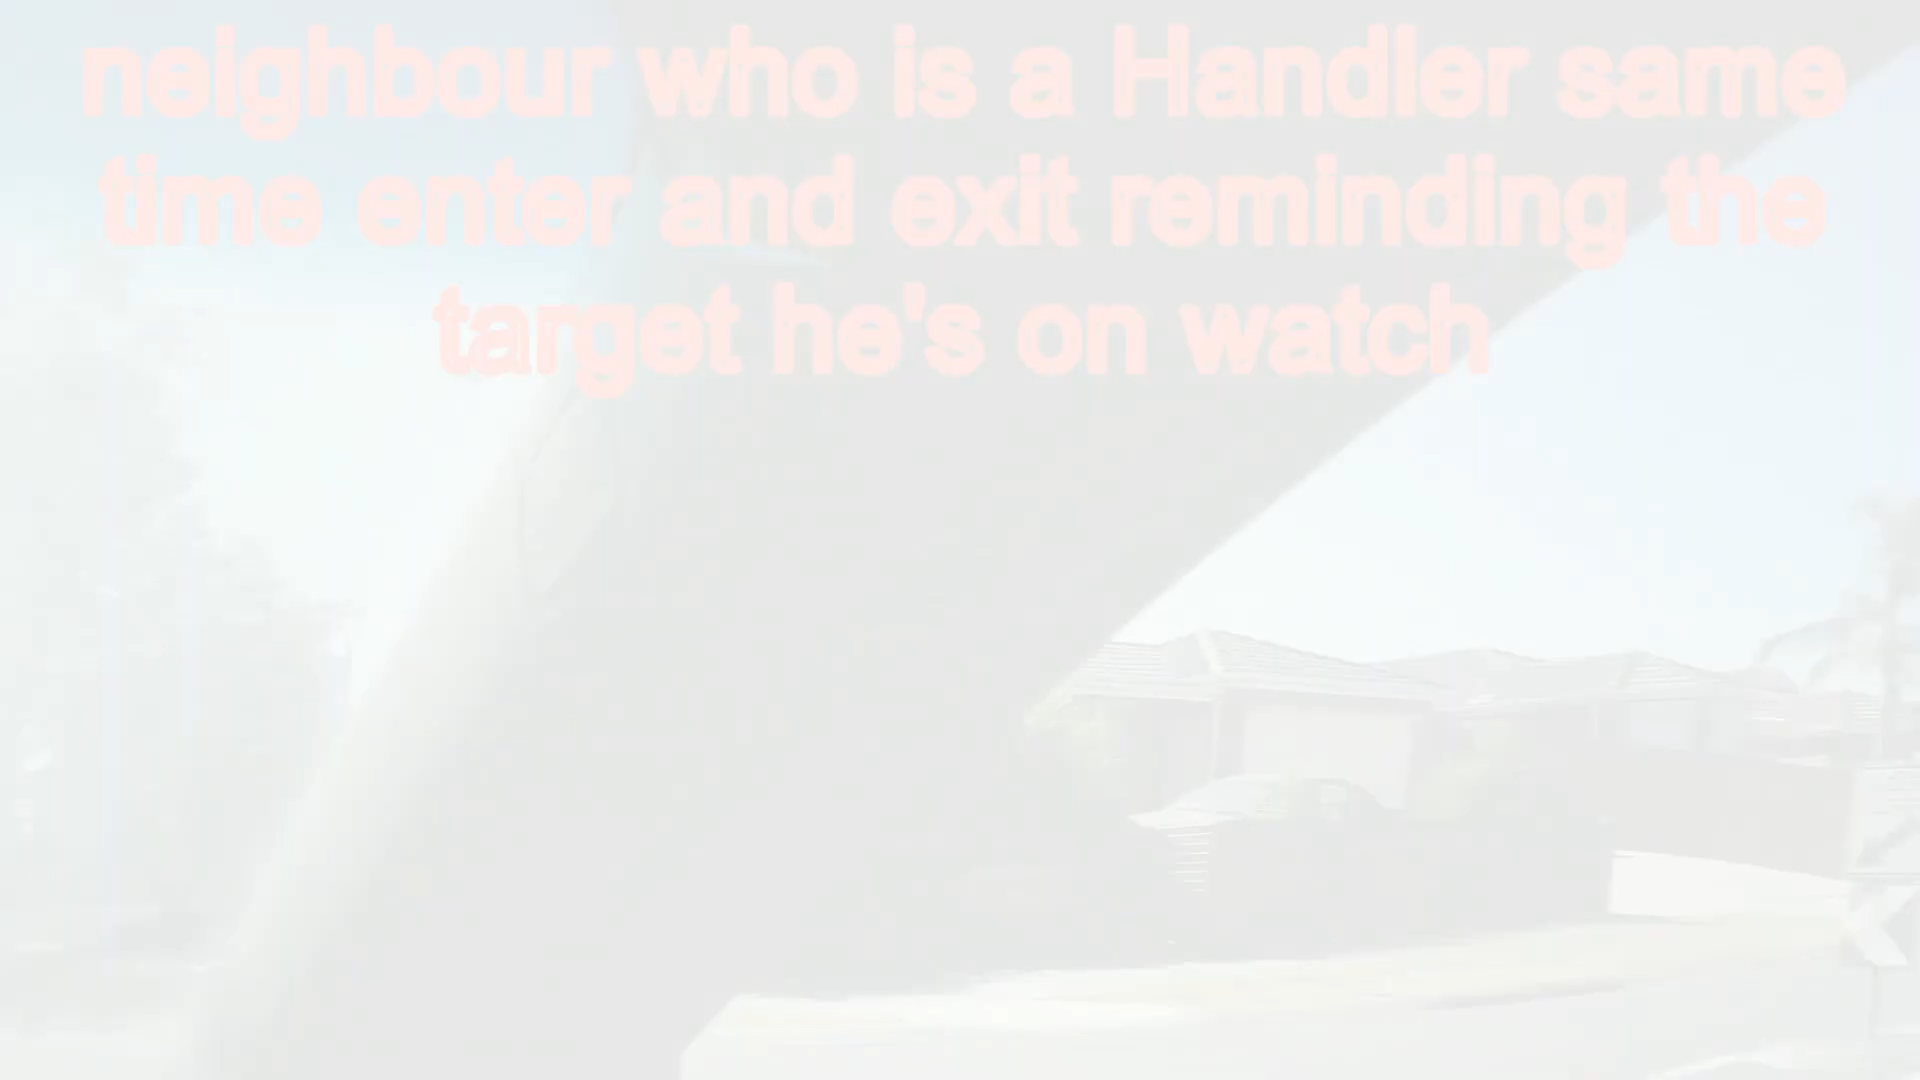 neighbour who is a Handler same
time enter and exit reminding the
target he's on watch